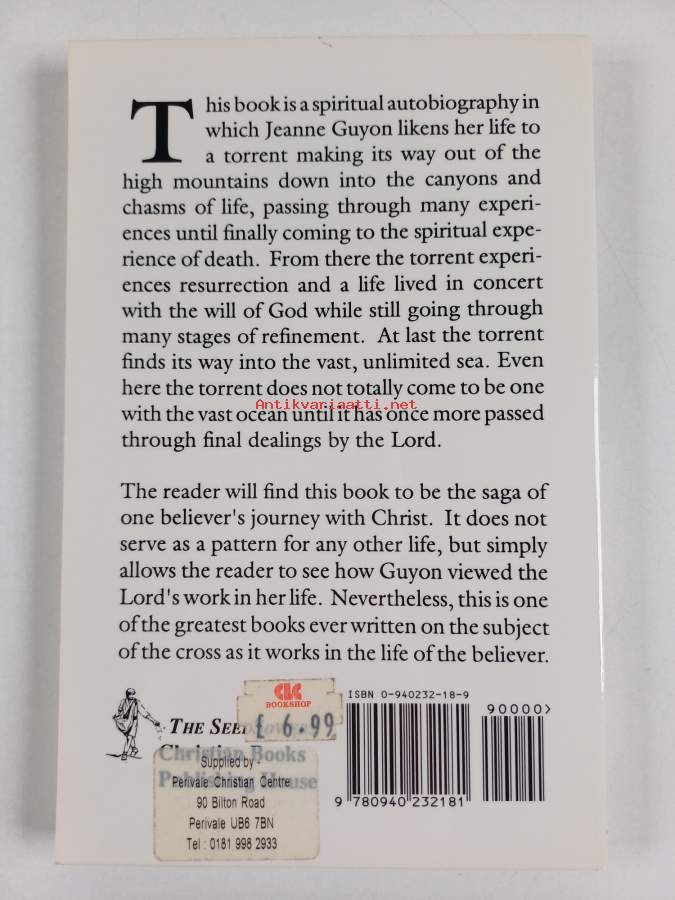 This book is a spiritual autobiography in
which Jeanne Guyon likens her life to
a torrent making its way out of the
high mountains down into the canyons and
chasms of life, passing through many experi-
ences until finally coming to the spiritual expe-
rience of death. From there the torrent experi-
ences resurrection and a life lived in concert
with the will of God while still going through
many stages of refinement. At last the torrent
finds its way into the vast, unlimited sea. Even
here the torrent does not totally come to be one
Antikvariaatti.net
with the vast ocean until it has once more passed
through final dealings by the Lord.
The reader will find this book to be the saga of
one believer's journey with Christ. It does not
serve as a pattern for any other life, but simply
allows the reader to see how Guyon viewed the
Lord's work in her life. Nevertheless, this is one
of the greatest books ever written on the subject
of the cross as it works in the life of the believer.
CLC
BOOKSHOP
£ 6.99
THE SEED
Christian Books
Publishing House
Supplied by -
Perivale Christian Centre
90 Bilton Road
Perivale UB6 7BN
Tel : 0181 998 2933
ISBN 0-940232-18-9
90000>
9 780940 232181